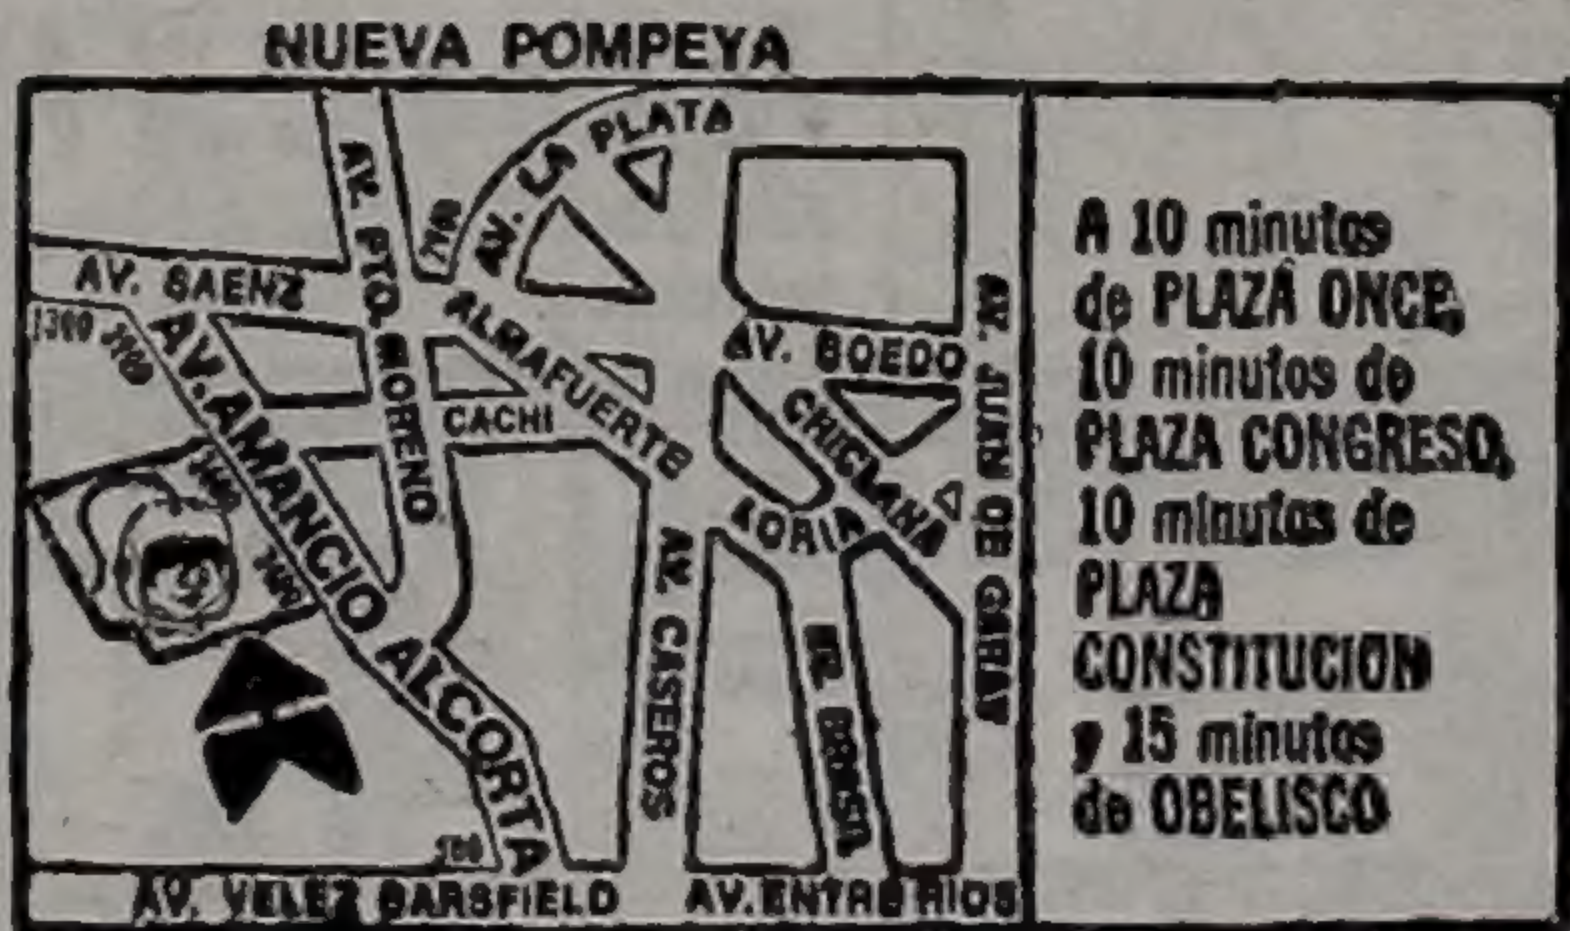 NUEVA POMPEYA
AV. LA PLATA
AV. PTO. MORENO
AV. SAENZ
1300
ALMAFUERTE
AV. BOEDO
AV. JUAN DE GARAY
AV. AMANCIO ALCORTA
CACHI
CHICLANA
LORIA
AV. CASEROS
BRASIL
AV. VELEZ SARSFIELD
AV. ENTRE RIOS
A 10 minutos
de PLAZA ONCE,
10 minutos de
PLAZA CONGRESO,
10 minutos de
PLAZA
CONSTITUCION
y 15 minutos
de OBELISCO